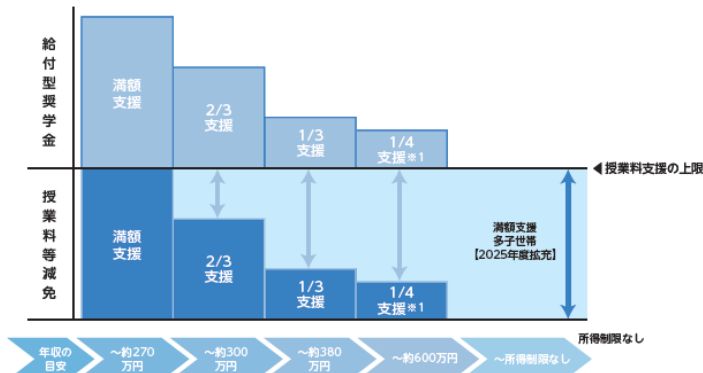 給付型奨学金
満額
支援
2/3
支援
1/3
支援
1/4
支援※1
◀授業料支援の上限
授業料等減免
満額
支援
2/3
支援
1/3
支援
1/4
支援※1
満額支援
多子世帯
【2025年度拡充】
所得制限なし
年収の
目安
～約270
万円
～約300
万円
～約380
万円
～約600万円
～所得制限なし